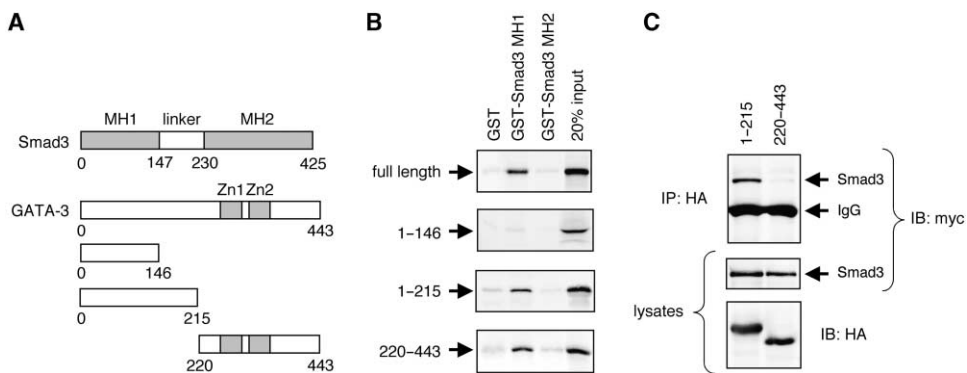 A
MH1 linker MH2
Smad3
0 147 230 425
Zn1 Zn2
GATA-3
0 443
0 146
0 215
220 443
B
GST
GST-Smad3 MH1
GST-Smad3 MH2
20% input
full length
1–146
1–215
220–443
C
1–215
220–443
IP: HA
Smad3
IgG
IB: myc
Smad3
lysates
IB: HA